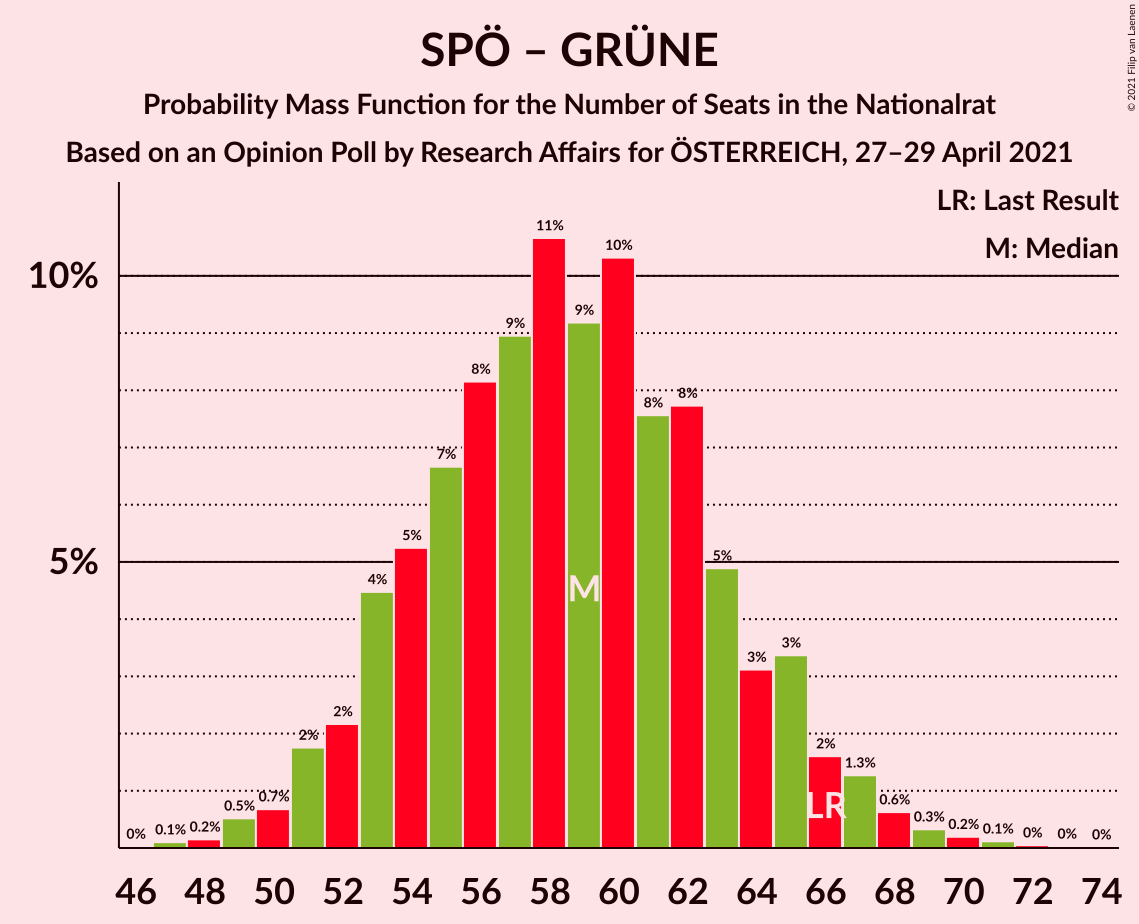 SPÖ – GRÜNE
Probability Mass Function for the Number of Seats in the Nationalrat
Based on an Opinion Poll by Research Affairs for ÖSTERREICH, 27–29 April 2021
© 2021 Filip van Laenen
LR: Last Result
M: Median
10%
5%
0% 0.1% 0.2% 0.5% 0.7% 2% 2% 4% 5% 7% 8% 9% 11% 9% 10% 8% 8% 5% 3% 3% 2% 1.3% 0.6% 0.3% 0.2% 0.1% 0% 0% 0%
M
LR
46 48 50 52 54 56 58 60 62 64 66 68 70 72 74